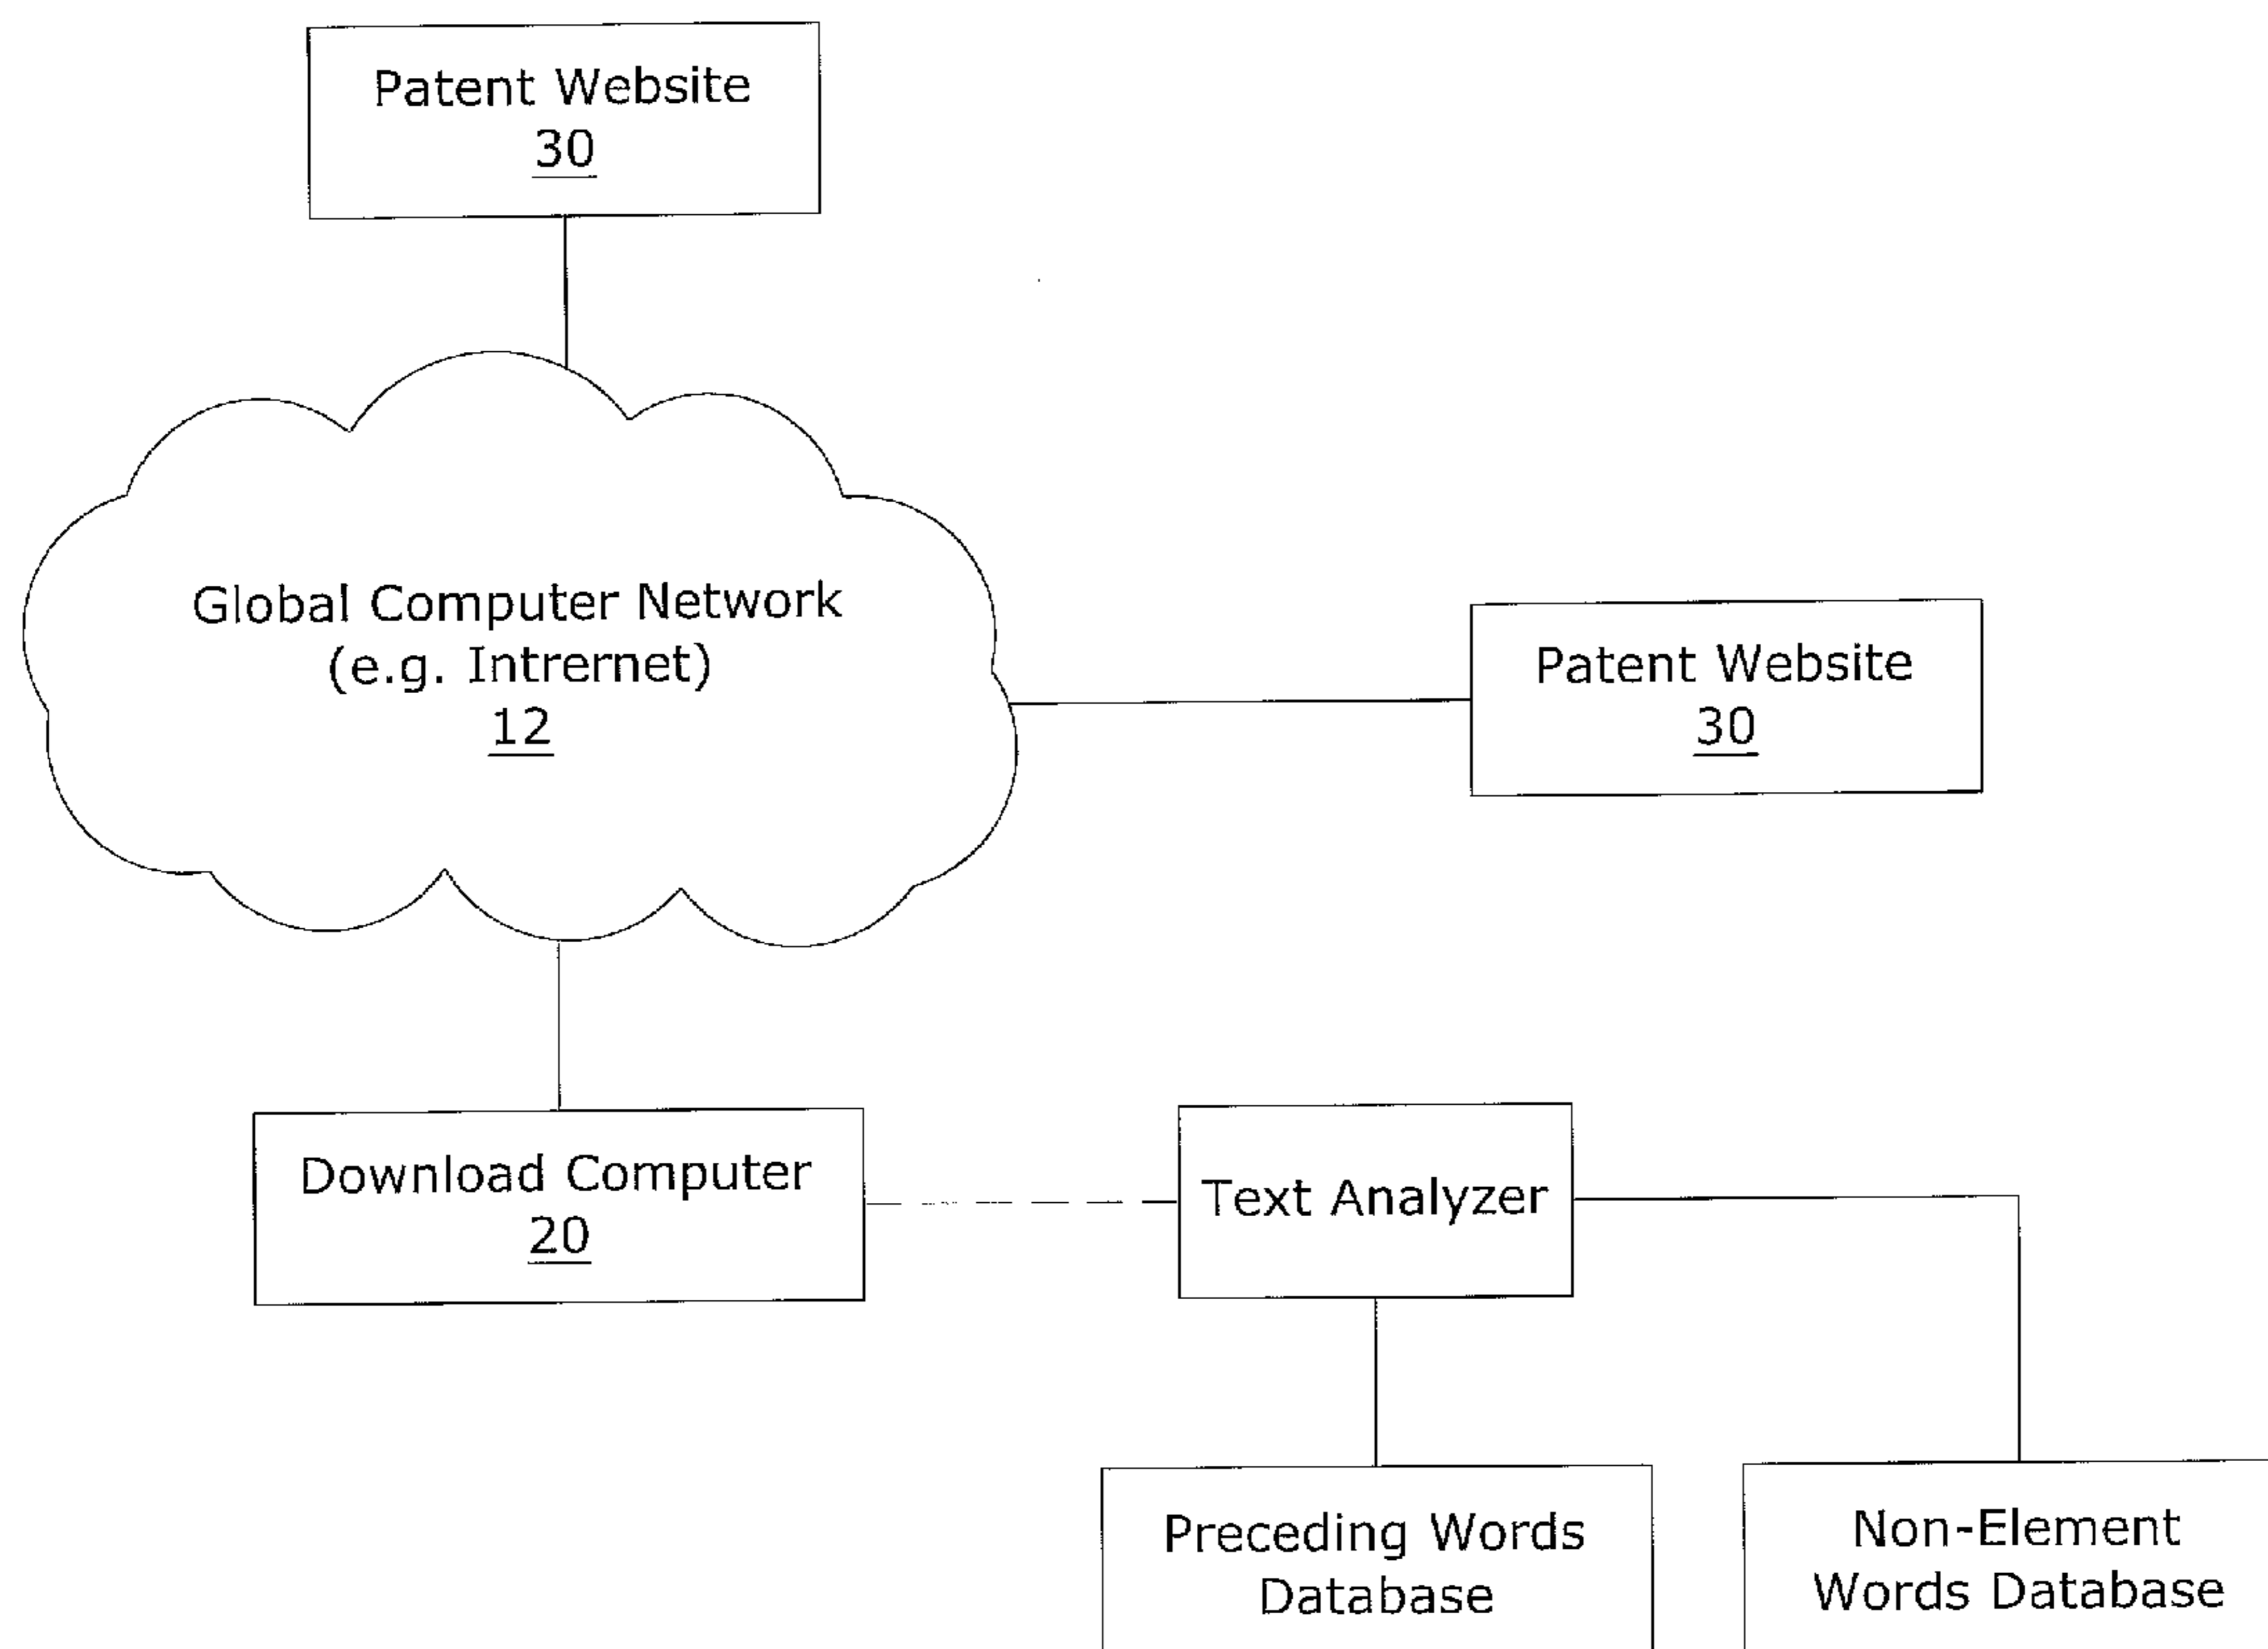 Patent Website
30
Global Computer Network
(e.g. Intrernet)
12
Patent Website
30
Download Computer
20
Text Analyzer
Preceding Words
Database
Non-Element
Words Database